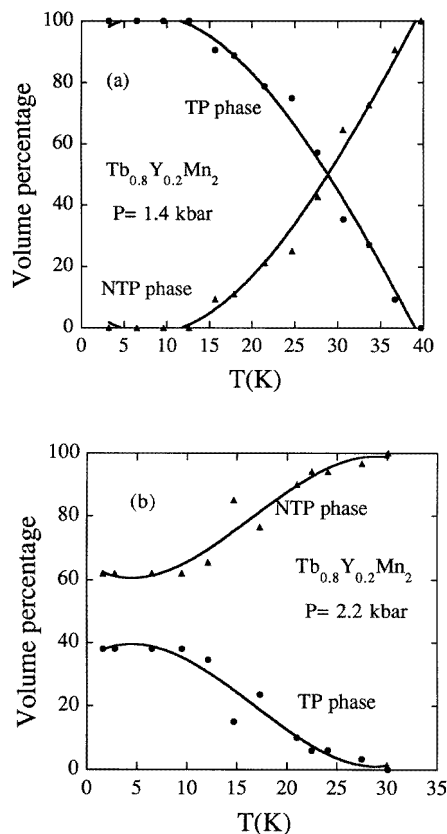 100
80
60
40
20
0
Volume percentage
(a)
TP phase
Tb0.8Y0.2Mn2
P= 1.4 kbar
NTP phase
0 5 10 15 20 25 30 35 40
T(K)
100
80
60
40
20
0
Volume percentage
(b)
NTP phase
Tb0.8Y0.2Mn2
P= 2.2 kbar
TP phase
0 5 10 15 20 25 30 35
T(K)